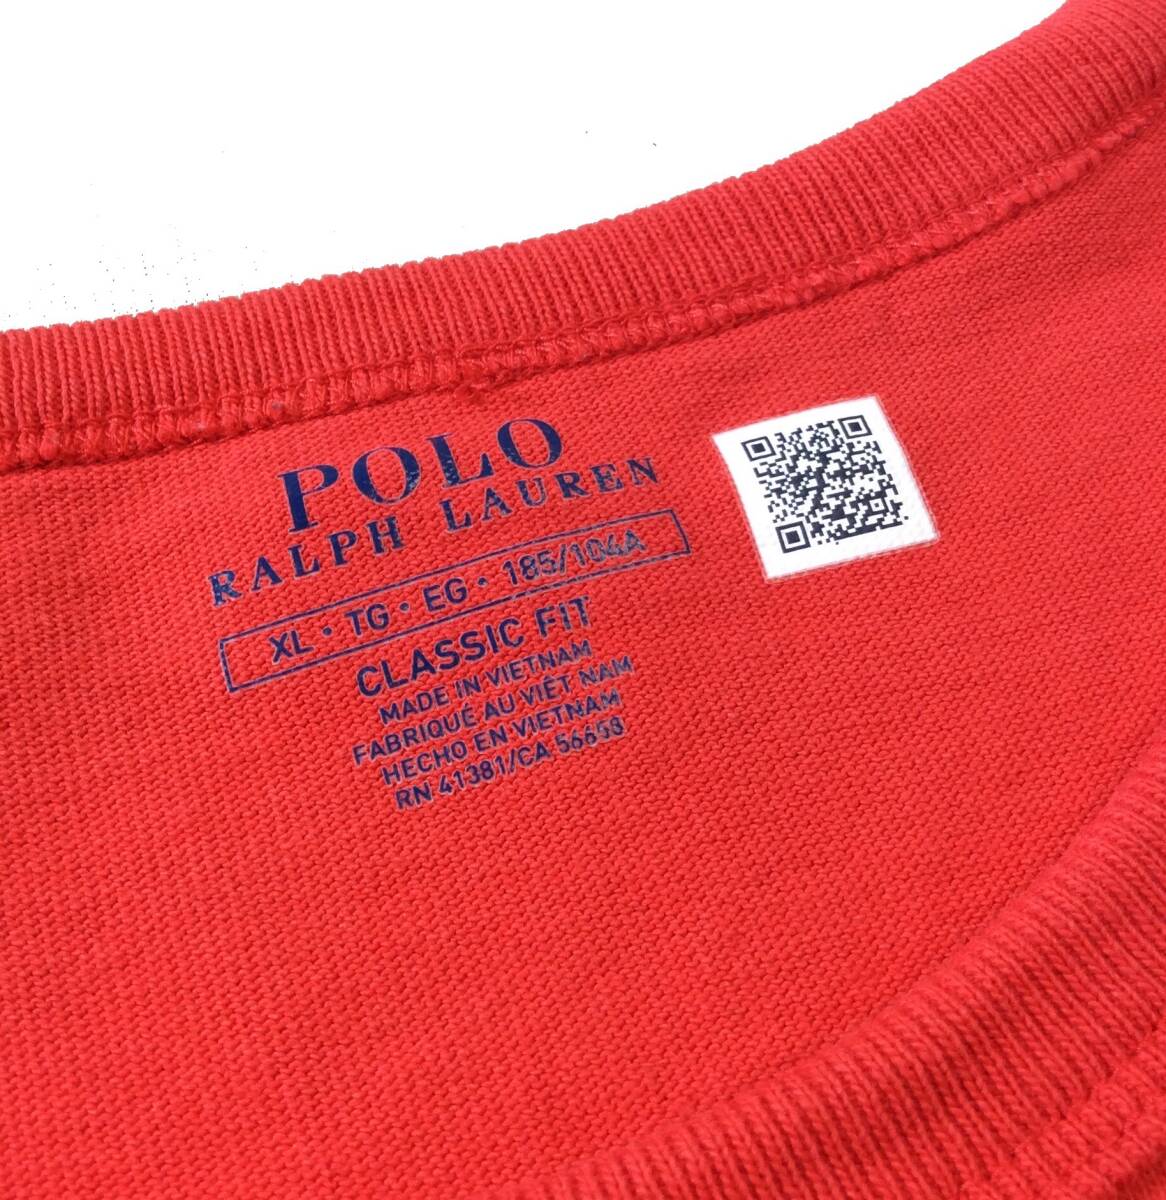 POLO
RALPH LAUREN
XL • TG • EG • 185/104A
CLASSIC FIT
MADE IN VIETNAM
FABRIQUÉ AU VIÊT NAM
HECHO EN VIETNAM
RN 41381/CA 56658